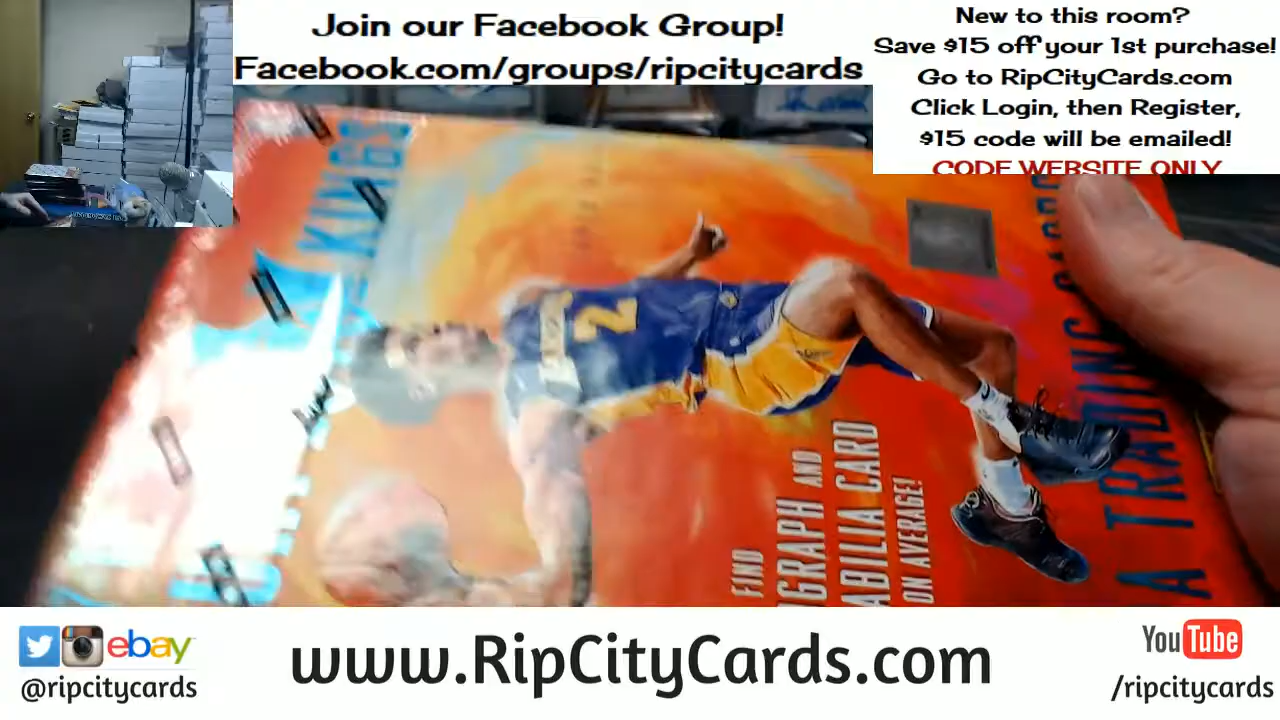 Join our Facebook Group!
Facebook.com/groups/ripcitycards
New to this room?
Save $15 off your 1st purchase!
Go to RipCityCards.com
Click Login, then Register,
$15 code will be emailed!
CODE WEBSITE ONLY
KINGS
2
FIND
OGRAPH AND
ABILIA CARD
ON AVERAGE!
A TRADING CARDS
ebay
@ripcitycards
www.RipCityCards.com
YouTube
/ripcitycards